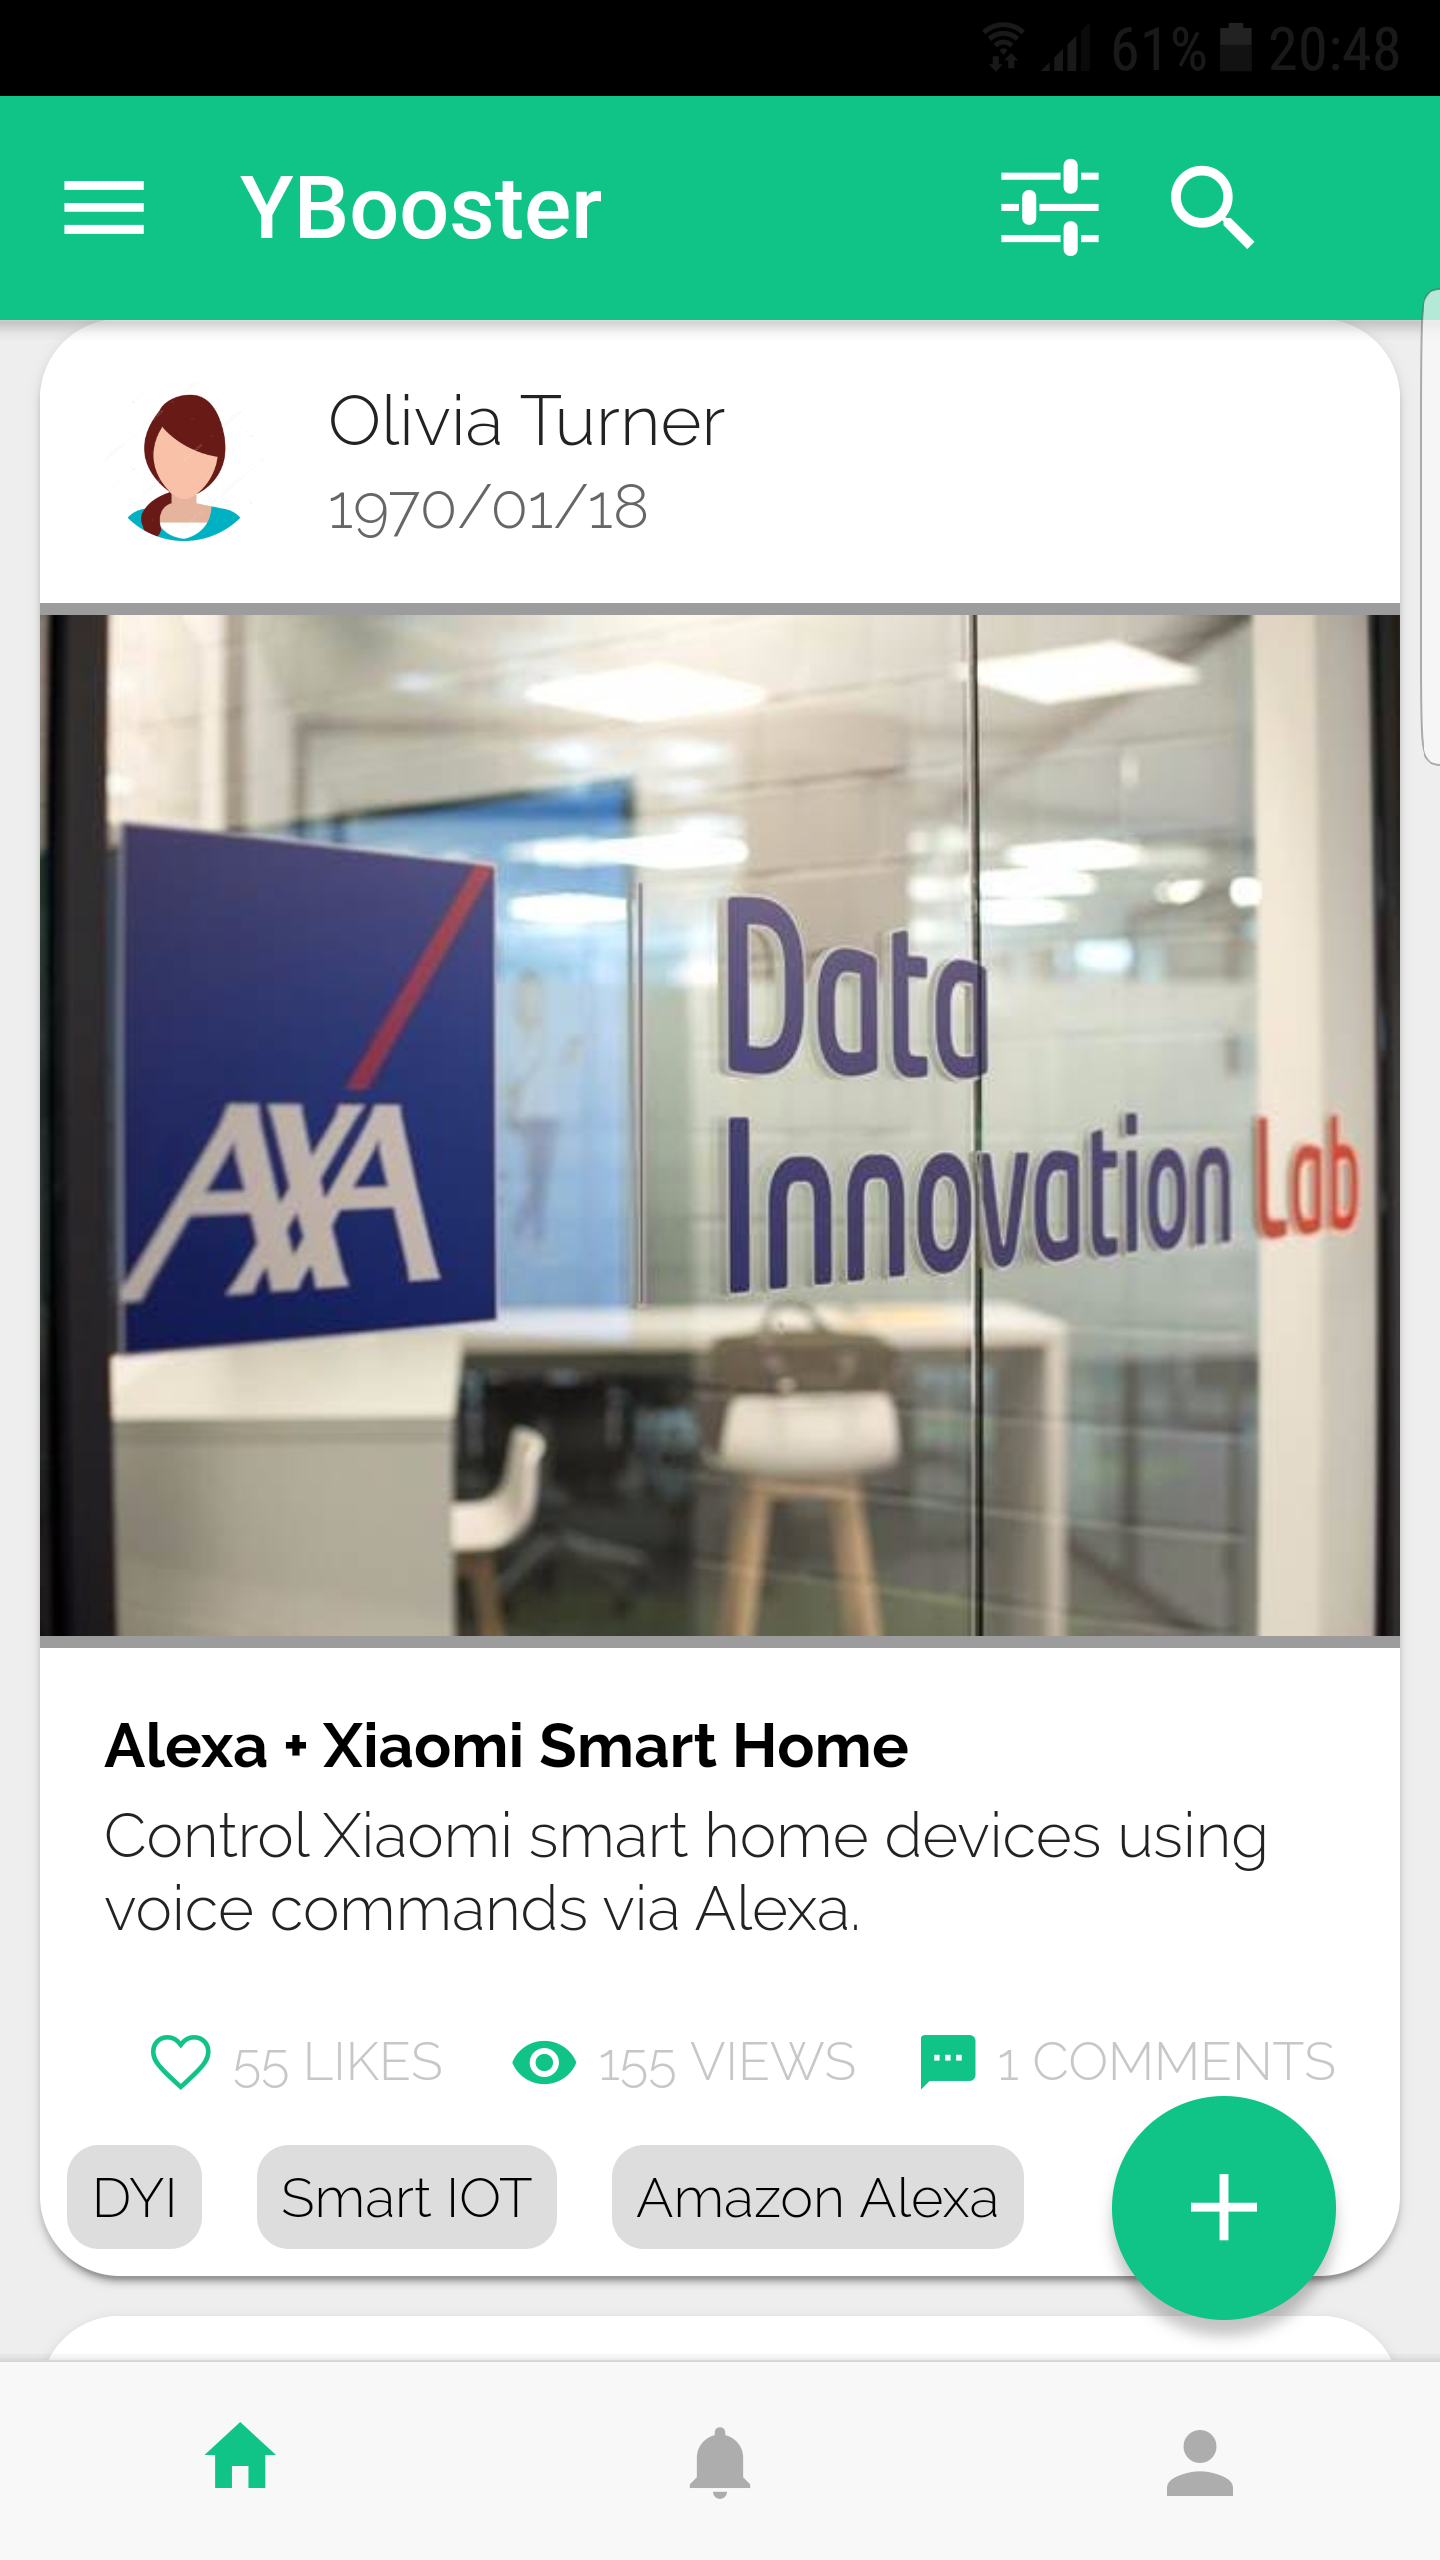 61% 20:48
YBooster
Olivia Turner
1970/01/18
AXA
Data
Innovation Lab
Alexa + Xiaomi Smart Home
Control Xiaomi smart home devices using
voice commands via Alexa.
55 LIKES 155 VIEWS 1 COMMENTS
DYI Smart IOT Amazon Alexa